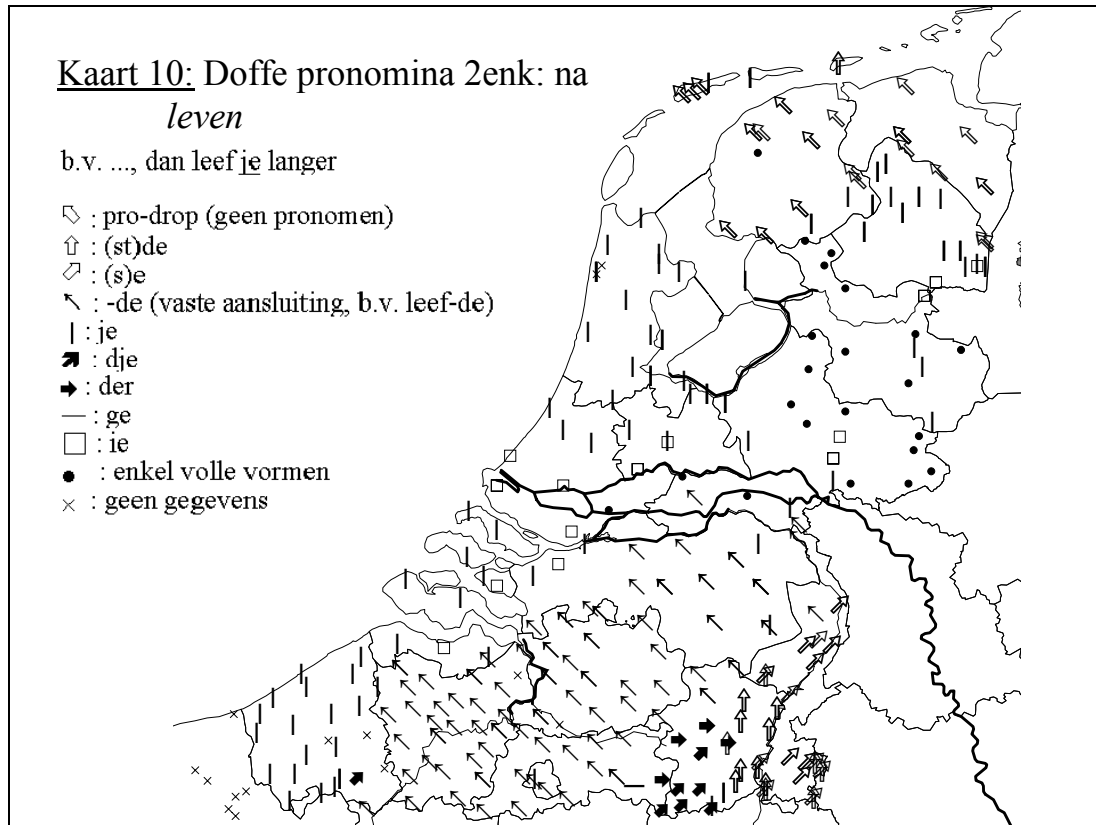 Kaart 10: Doffe pronomina 2enk: na
leven
b.v. ..., dan leef je langer
: pro-drop (geen pronomen)
: (st)de
: (s)e
: -de (vaste aansluiting, b.v. leef-de)
: je
: dje
: der
: ge
: ie
: enkel volle vormen
: geen gegevens